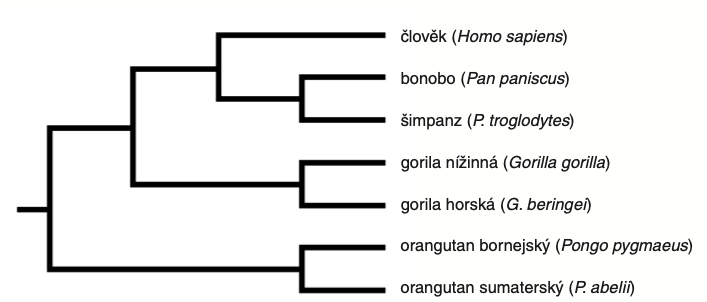 člověk (Homo sapiens)
bonobo (Pan paniscus)
šimpanz (P. troglodytes)
gorila nížinná (Gorilla gorilla)
gorila horská (G. beringei)
orangutan bornejský (Pongo pygmaeus)
orangutan sumaterský (P. abelii)